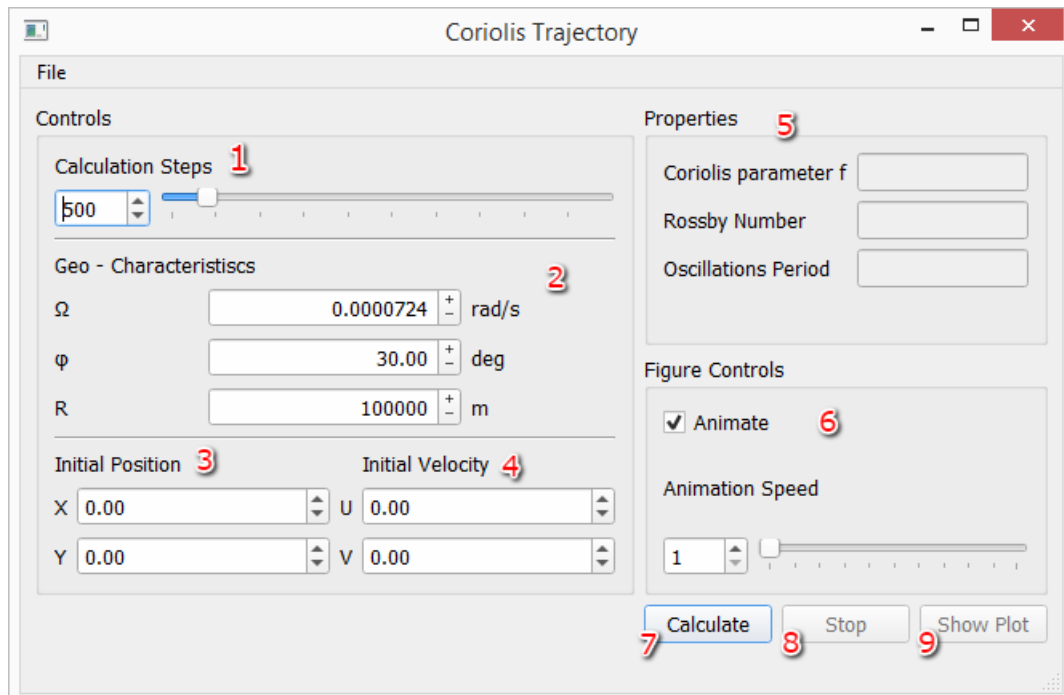 Coriolis Trajectory
File
Controls
Calculation Steps 1
500
Geo - Characteristiscs 2
Ω 0.0000724 rad/s
φ 30.00 deg
R 100000 m
Initial Position 3 Initial Velocity 4
X 0.00 U 0.00
Y 0.00 V 0.00
Properties 5
Coriolis parameter f
Rossby Number
Oscillations Period
Figure Controls
Animate 6
Animation Speed
1
Calculate Stop Show Plot
7 8 9